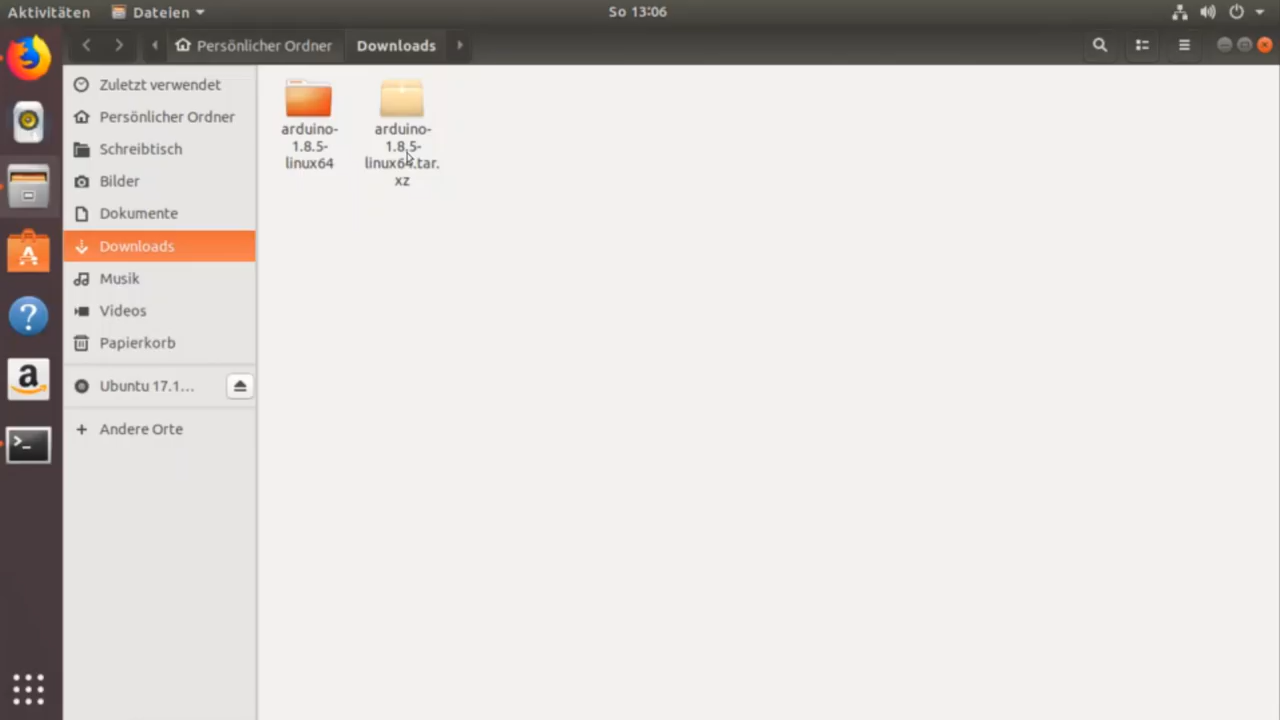 Aktivitäten
Dateien
So 13:06
Persönlicher Ordner
Downloads
Zuletzt verwendet
Persönlicher Ordner
Schreibtisch
Bilder
Dokumente
Downloads
Musik
Videos
Papierkorb
Ubuntu 17.1...
Andere Orte
arduino-
1.8.5-
linux64
arduino-
1.8.5-
linux64.tar.
xz